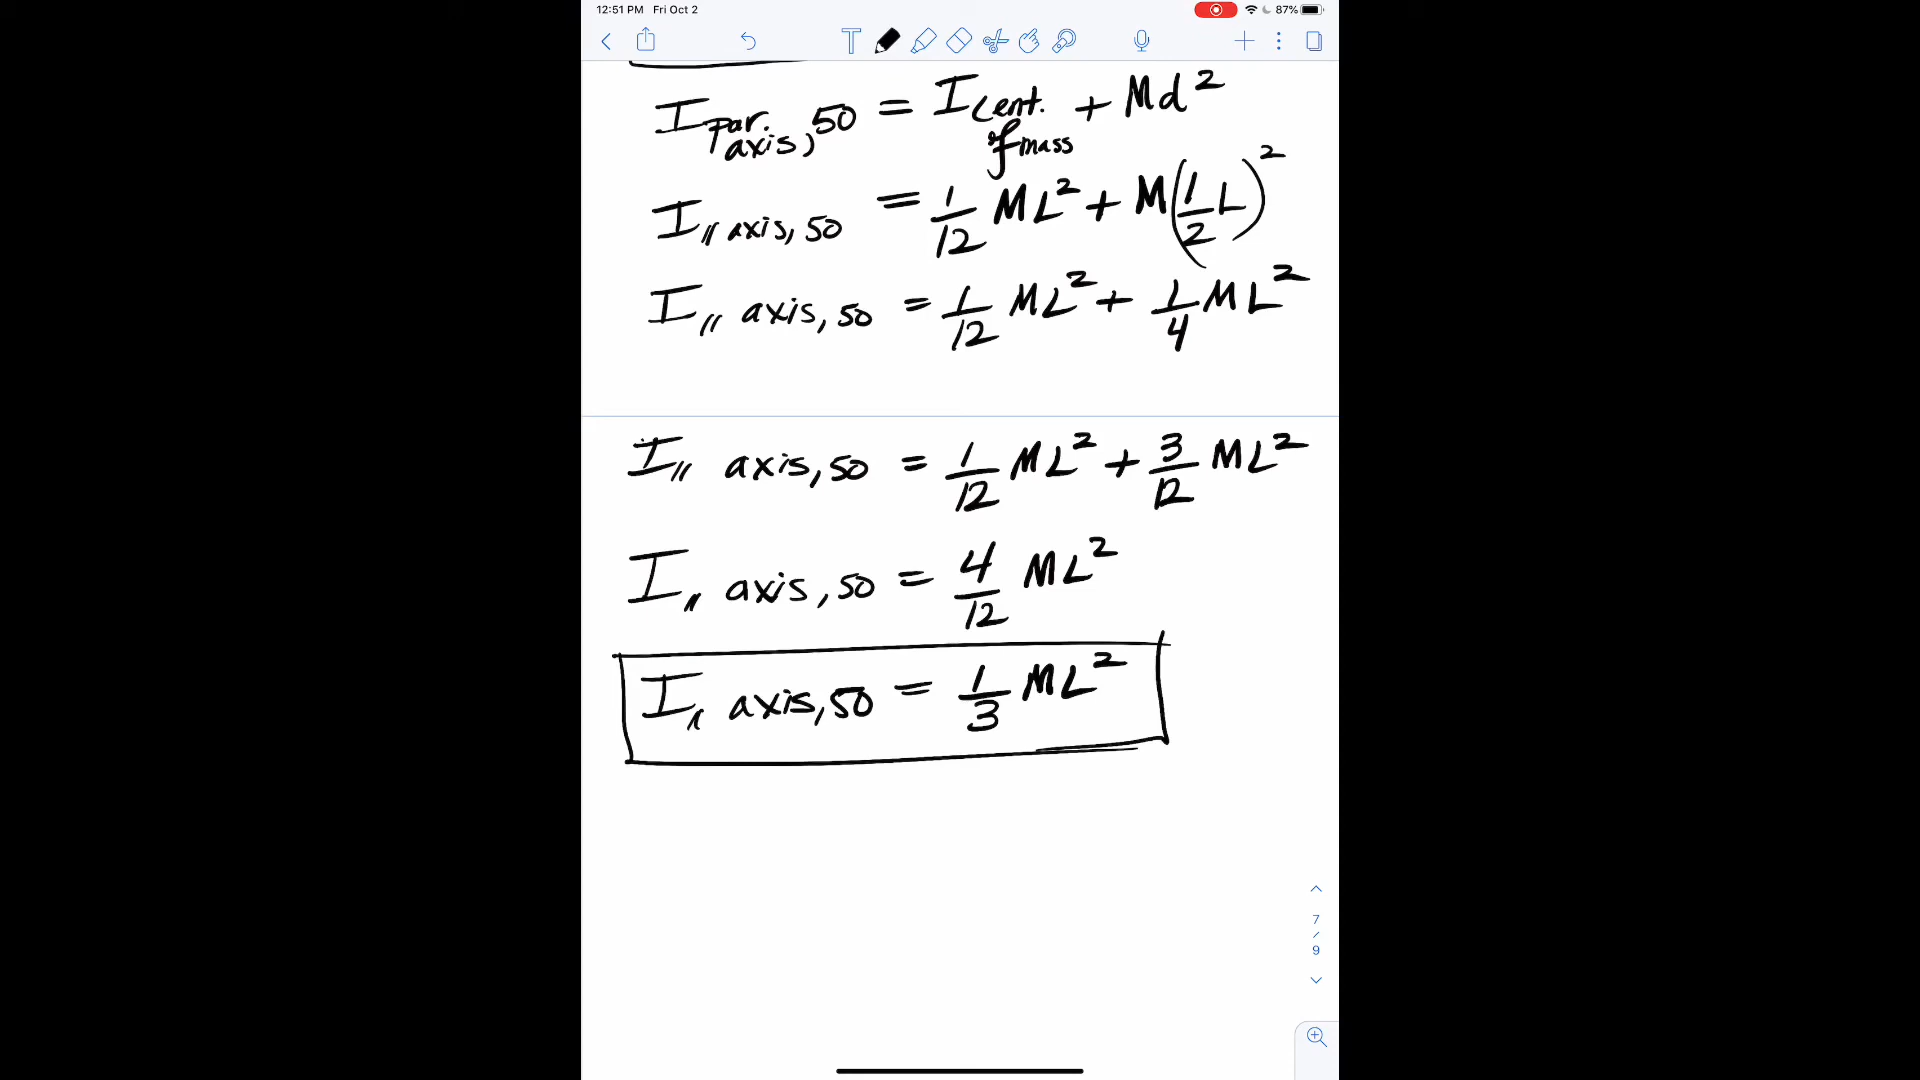 12:51 PM Fri Oct 2 87%
I par. axis, 50 = I cent. of mass + Md²
I // axis, 50 = 1/12 ML² + M(1/2 L)²
I // axis, 50 = 1/12 ML² + 1/4 ML²
I // axis, 50 = 1/12 ML² + 3/12 ML²
I // axis, 50 = 4/12 ML²
I // axis, 50 = 1/3 ML²
7
/
9